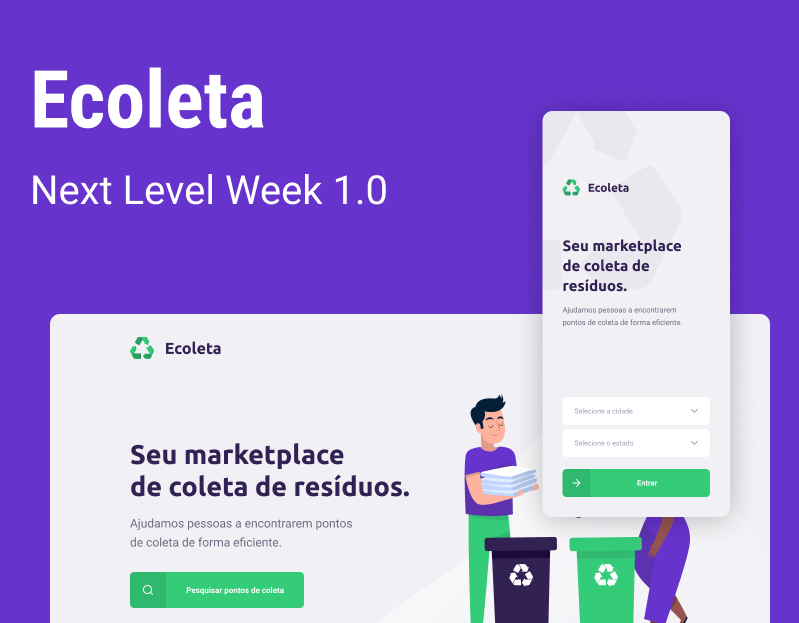 Ecoleta
Next Level Week 1.0
Ecoleta
Seu marketplace
de coleta de
resíduos.
Ajudamos pessoas a encontrarem
pontos de coleta de forma eficiente.
Selecione a cidade
Selecione o estado
Entrar
Ecoleta
Seu marketplace
de coleta de resíduos.
Ajudamos pessoas a encontrarem pontos
de coleta de forma eficiente.
Pesquisar pontos de coleta